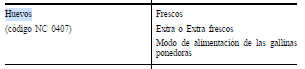 Huevos
(código NC 0407)
Frescos
Extra o Extra frescos
Modo de alimentación de las gallinas
ponedoras